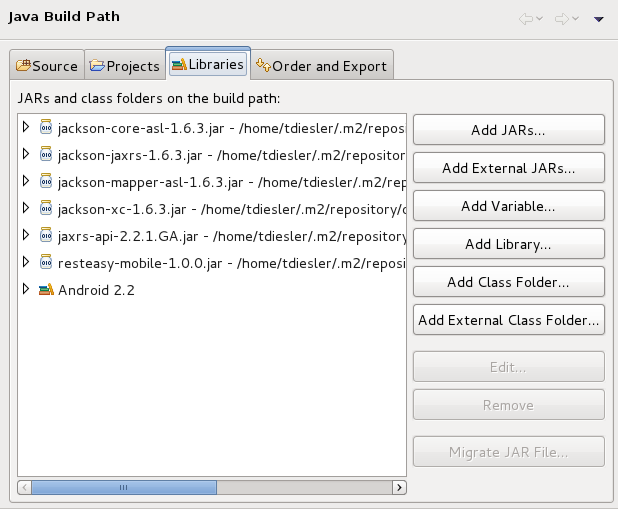 Java Build Path
Source
Projects
Libraries
Order and Export
JARs and class folders on the build path:
jackson-core-asl-1.6.3.jar - /home/tdiesler/.m2/reposi
jackson-jaxrs-1.6.3.jar - /home/tdiesler/.m2/repositor
jackson-mapper-asl-1.6.3.jar - /home/tdiesler/.m2/rep
jackson-xc-1.6.3.jar - /home/tdiesler/.m2/repository/c
jaxrs-api-2.2.1.GA.jar - /home/tdiesler/.m2/repository
resteasy-mobile-1.0.0.jar - /home/tdiesler/.m2/reposi
Android 2.2
Add JARs...
Add External JARs...
Add Variable...
Add Library...
Add Class Folder...
Add External Class Folder...
Edit...
Remove
Migrate JAR File...